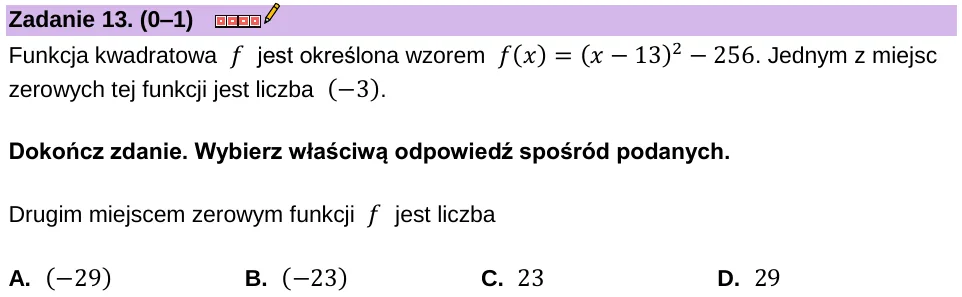 Zadanie 13. (0–1)
Funkcja kwadratowa f jest określona wzorem f(x) = (x − 13)² − 256. Jednym z miejsc
zerowych tej funkcji jest liczba (−3).
Dokończ zdanie. Wybierz właściwą odpowiedź spośród podanych.
Drugim miejscem zerowym funkcji f jest liczba
A. (−29) B. (−23) C. 23 D. 29